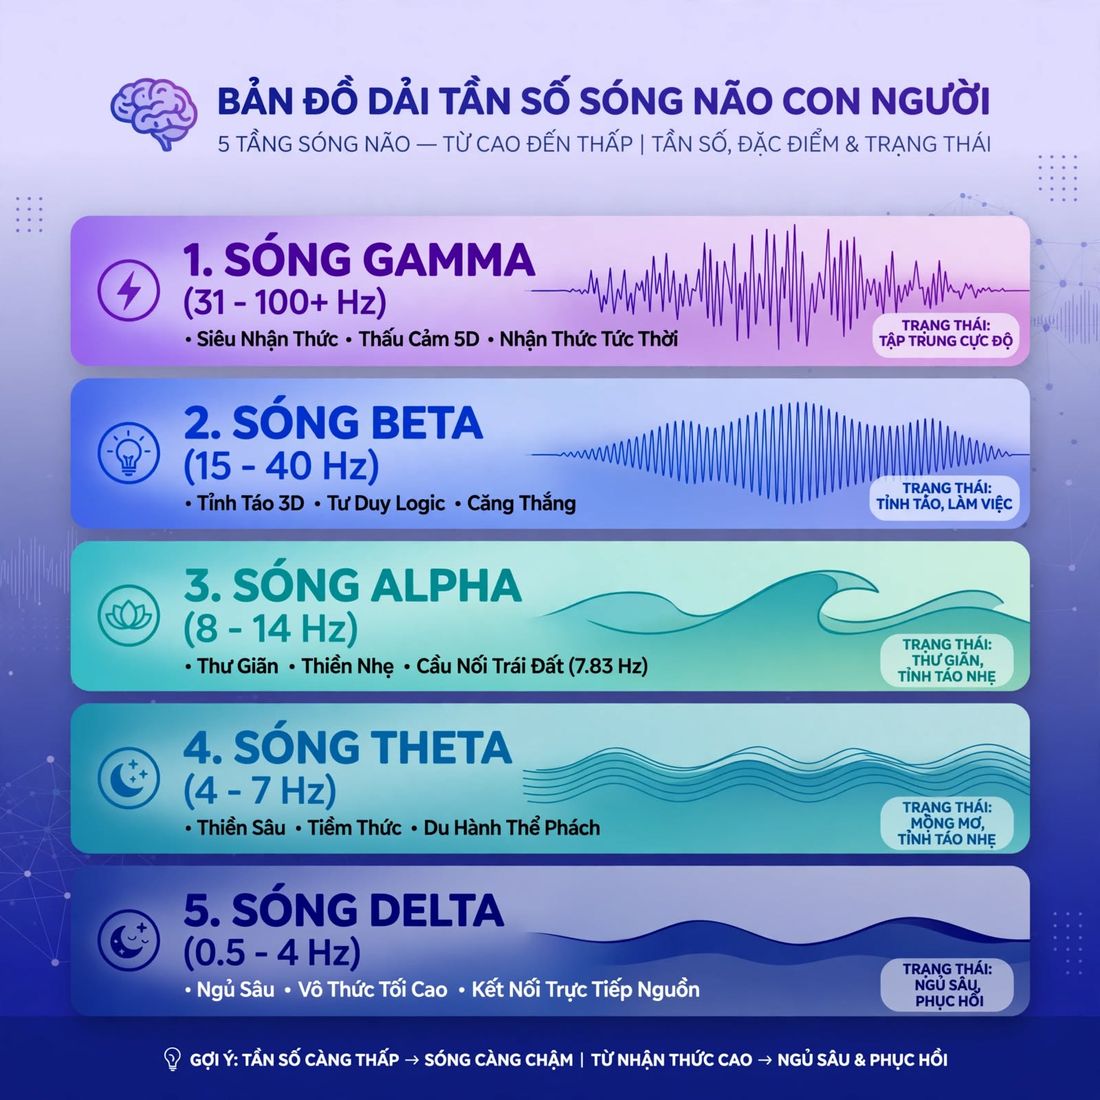 BẢN ĐỒ DẢI TẦN SỐ SÓNG NÃO CON NGƯỜI
5 TẦNG SÓNG NÃO — TỪ CAO ĐẾN THẤP | TẦN SỐ, ĐẶC ĐIỂM & TRẠNG THÁI
1. SÓNG GAMMA
(31 - 100+ Hz)
• Siêu Nhận Thức • Thấu Cảm 5D • Nhận Thức Tức Thời
TRẠNG THÁI:
TẬP TRUNG CỰC ĐỘ
2. SÓNG BETA
(15 - 40 Hz)
• Tỉnh Táo 3D • Tư Duy Logic • Căng Thẳng
TRẠNG THÁI:
TỈNH TÁO, LÀM VIỆC
3. SÓNG ALPHA
(8 - 14 Hz)
• Thư Giãn • Thiền Nhẹ • Cầu Nối Trái Đất (7.83 Hz)
TRẠNG THÁI:
THƯ GIÃN,
TỈNH TÁO NHẸ
4. SÓNG THETA
(4 - 7 Hz)
• Thiền Sâu • Tiềm Thức • Du Hành Thể Phách
TRẠNG THÁI:
MỘNG MƠ,
TỈNH TÁO NHẸ
5. SÓNG DELTA
(0.5 - 4 Hz)
• Ngủ Sâu • Vô Thức Tối Cao • Kết Nối Trực Tiếp Nguồn
TRẠNG THÁI:
NGỦ SÂU,
PHỤC HỒI
GỢI Ý: TẦN SỐ CÀNG THẤP → SÓNG CÀNG CHẬM | TỪ NHẬN THỨC CAO → NGỦ SÂU & PHỤC HỒI